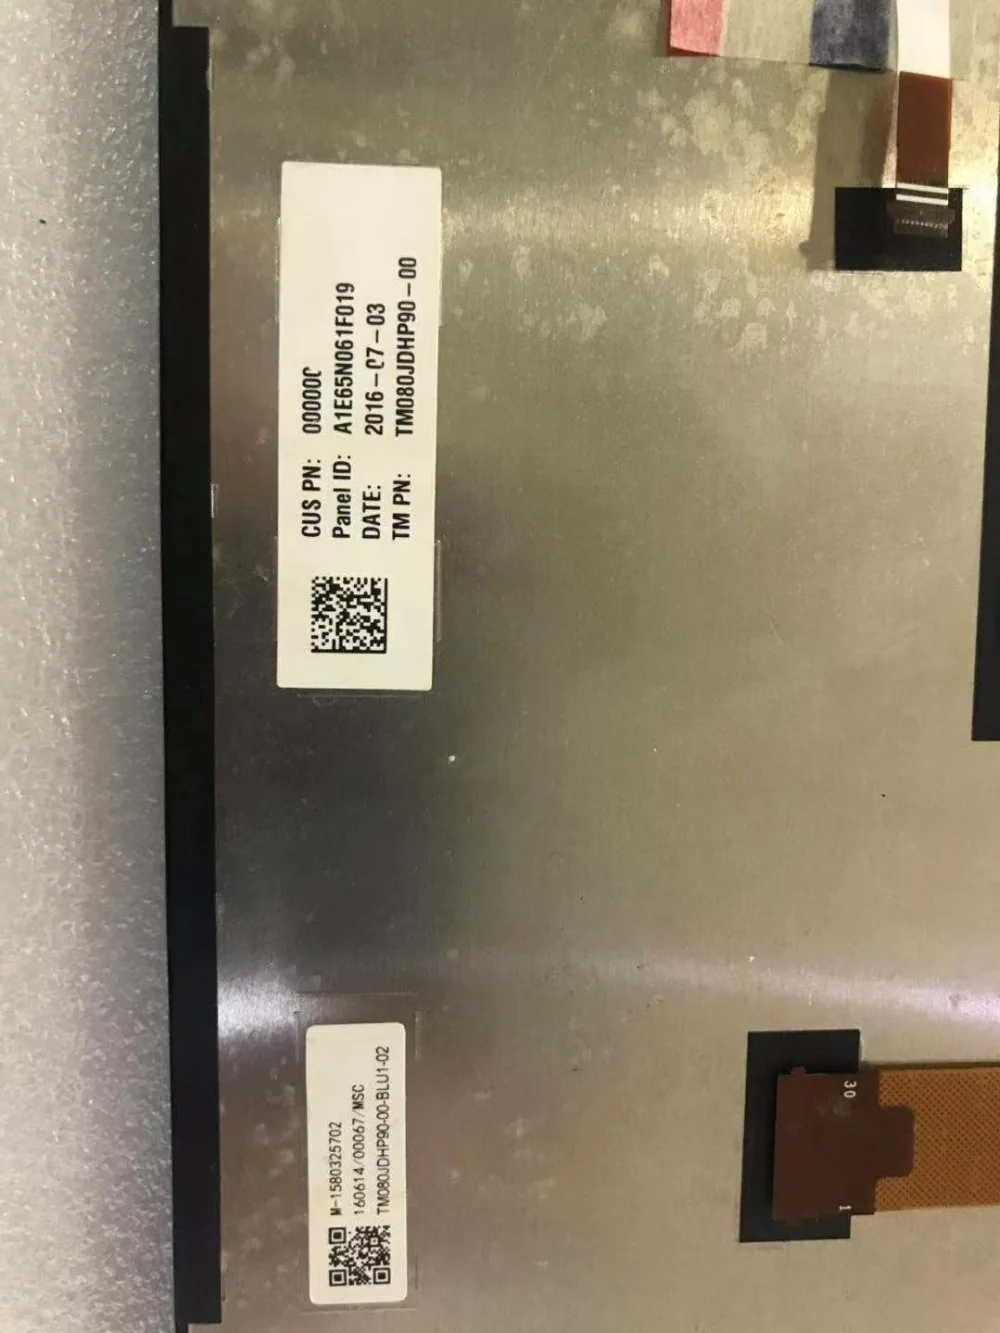 CUS PN: 000000
Panel ID: A1E65N061F019
DATE: 2016-07-03
TM PN: TM080JDHP90-00
M-1580325702
160614/00067/MSC
TM080JDHP90-00-BLU1-02
30
1